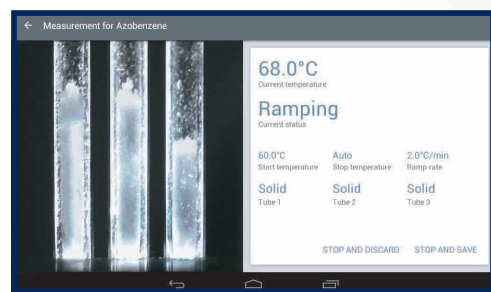 Measurement for Azobenzene
68.0°C
Current temperature
Ramping
Current status
60.0°C Auto 2.0°C/min
Start temperature Stop temperature Ramp rate
Solid Solid Solid
Tube 1 Tube 2 Tube 3
STOP AND DISCARD STOP AND SAVE